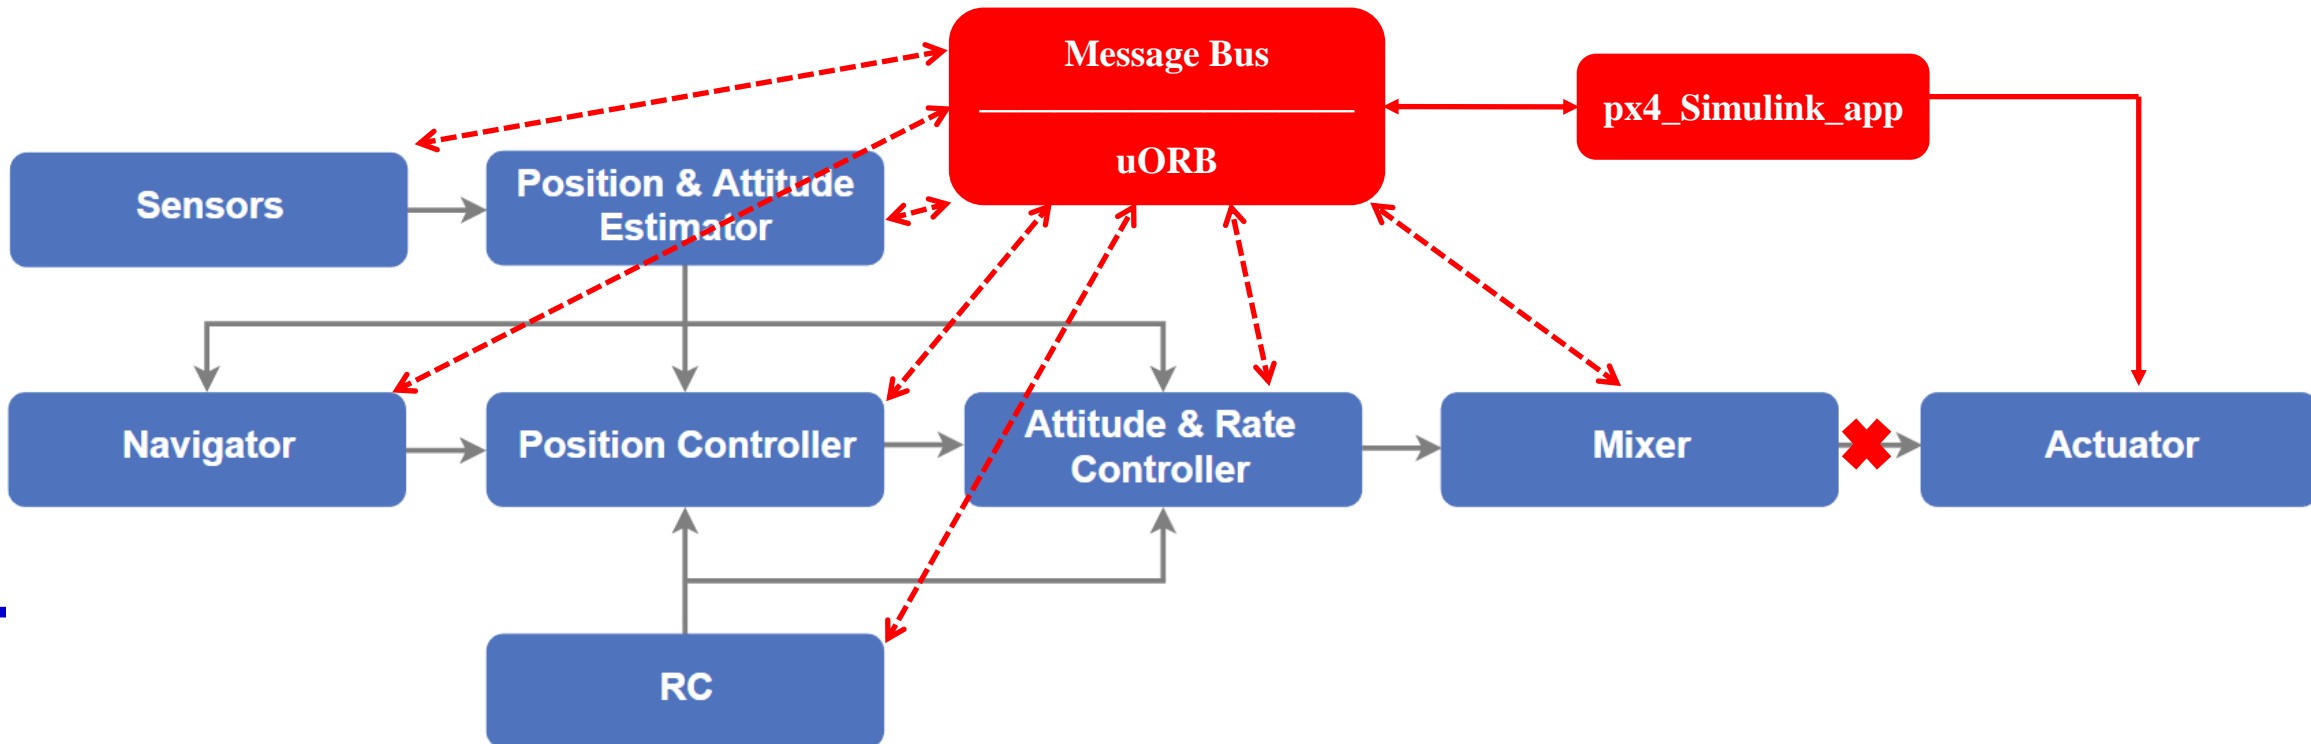 Message Bus
uORB
px4_Simulink_app
Sensors
Position & Attitude
Estimator
Navigator
Position Controller
Attitude & Rate
Controller
Mixer
Actuator
RC